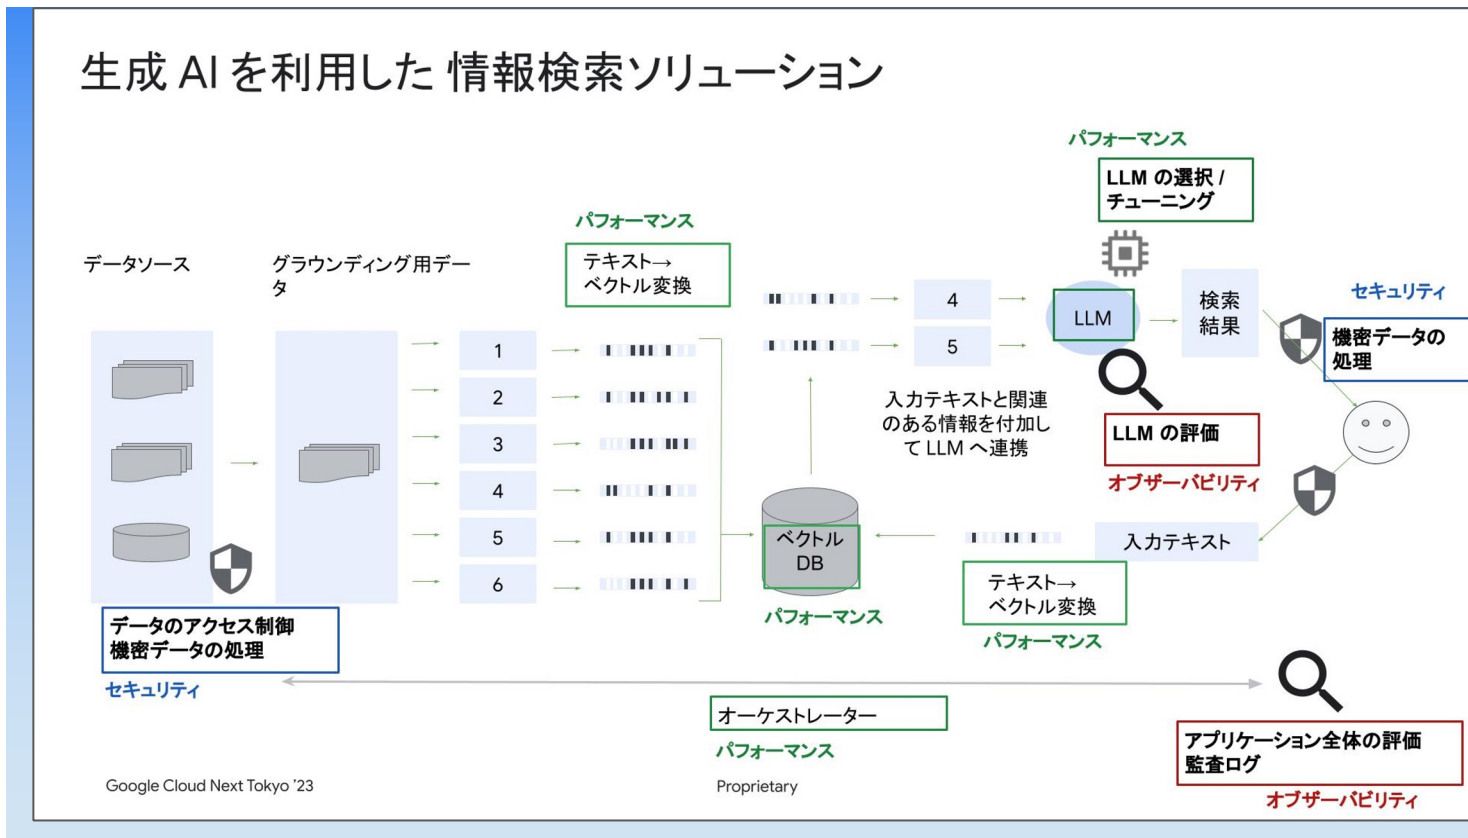 生成 AI を利用した 情報検索ソリューション
データソース
グラウンディング用デー
タ
パフォーマンス
テキスト→
ベクトル変換
1
2
3
4
5
6
データのアクセス制御
機密データの処理
セキュリティ
ベクトル
DB
パフォーマンス
4
5
入力テキストと関連
のある情報を付加し
て LLM へ連携
パフォーマンス
LLM の選択 /
チューニング
LLM
LLM の評価
オブザーバビリティ
検索
結果
セキュリティ
機密データの
処理
入力テキスト
テキスト→
ベクトル変換
パフォーマンス
オーケストレーター
パフォーマンス
アプリケーション全体の評価
監査ログ
オブザーバビリティ
Google Cloud Next Tokyo ’23
Proprietary